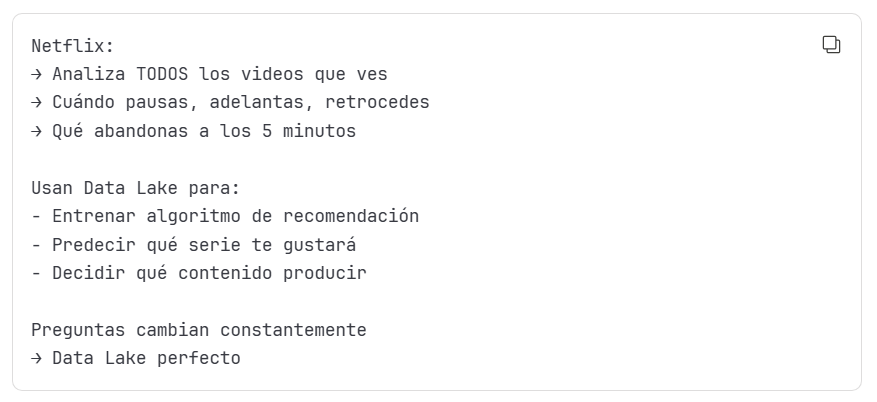 Netflix:
→ Analiza TODOS los videos que ves
→ Cuándo pausas, adelantas, retrocedes
→ Qué abandonas a los 5 minutos
Usan Data Lake para:
- Entrenar algoritmo de recomendación
- Predecir qué serie te gustará
- Decidir qué contenido producir
Preguntas cambian constantemente
→ Data Lake perfecto